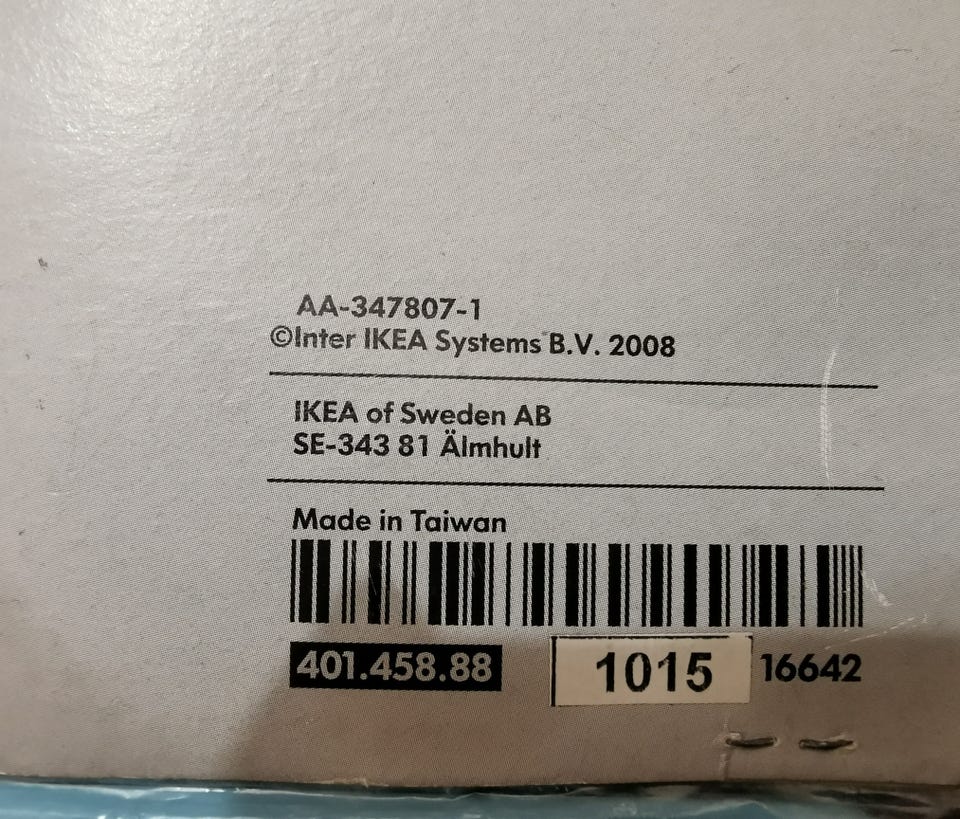 AA-347807-1
©Inter IKEA Systems B.V. 2008
IKEA of Sweden AB
SE-343 81 Älmhult
Made in Taiwan
401.458.88 1015 16642